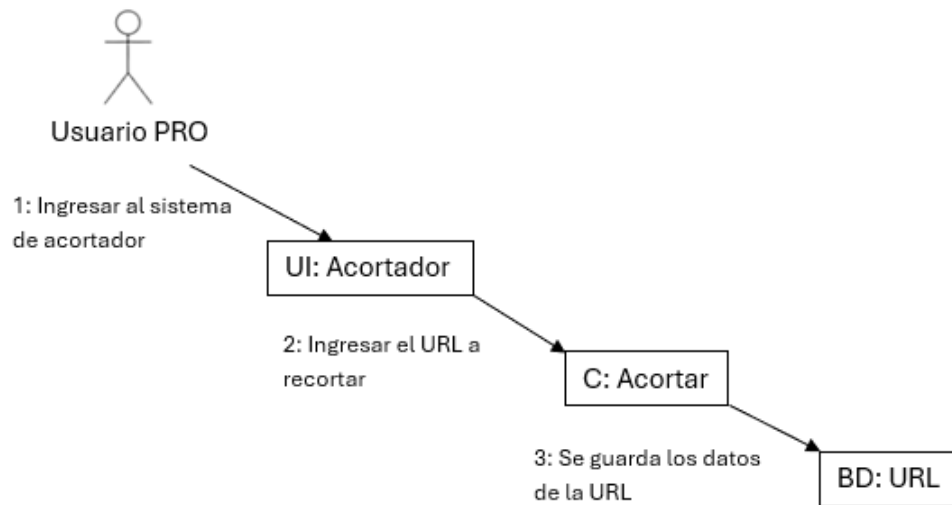 Usuario PRO
1: Ingresar al sistema
de acortador
UI: Acortador
2: Ingresar el URL a
recortar
C: Acortar
3: Se guarda los datos
de la URL
BD: URL